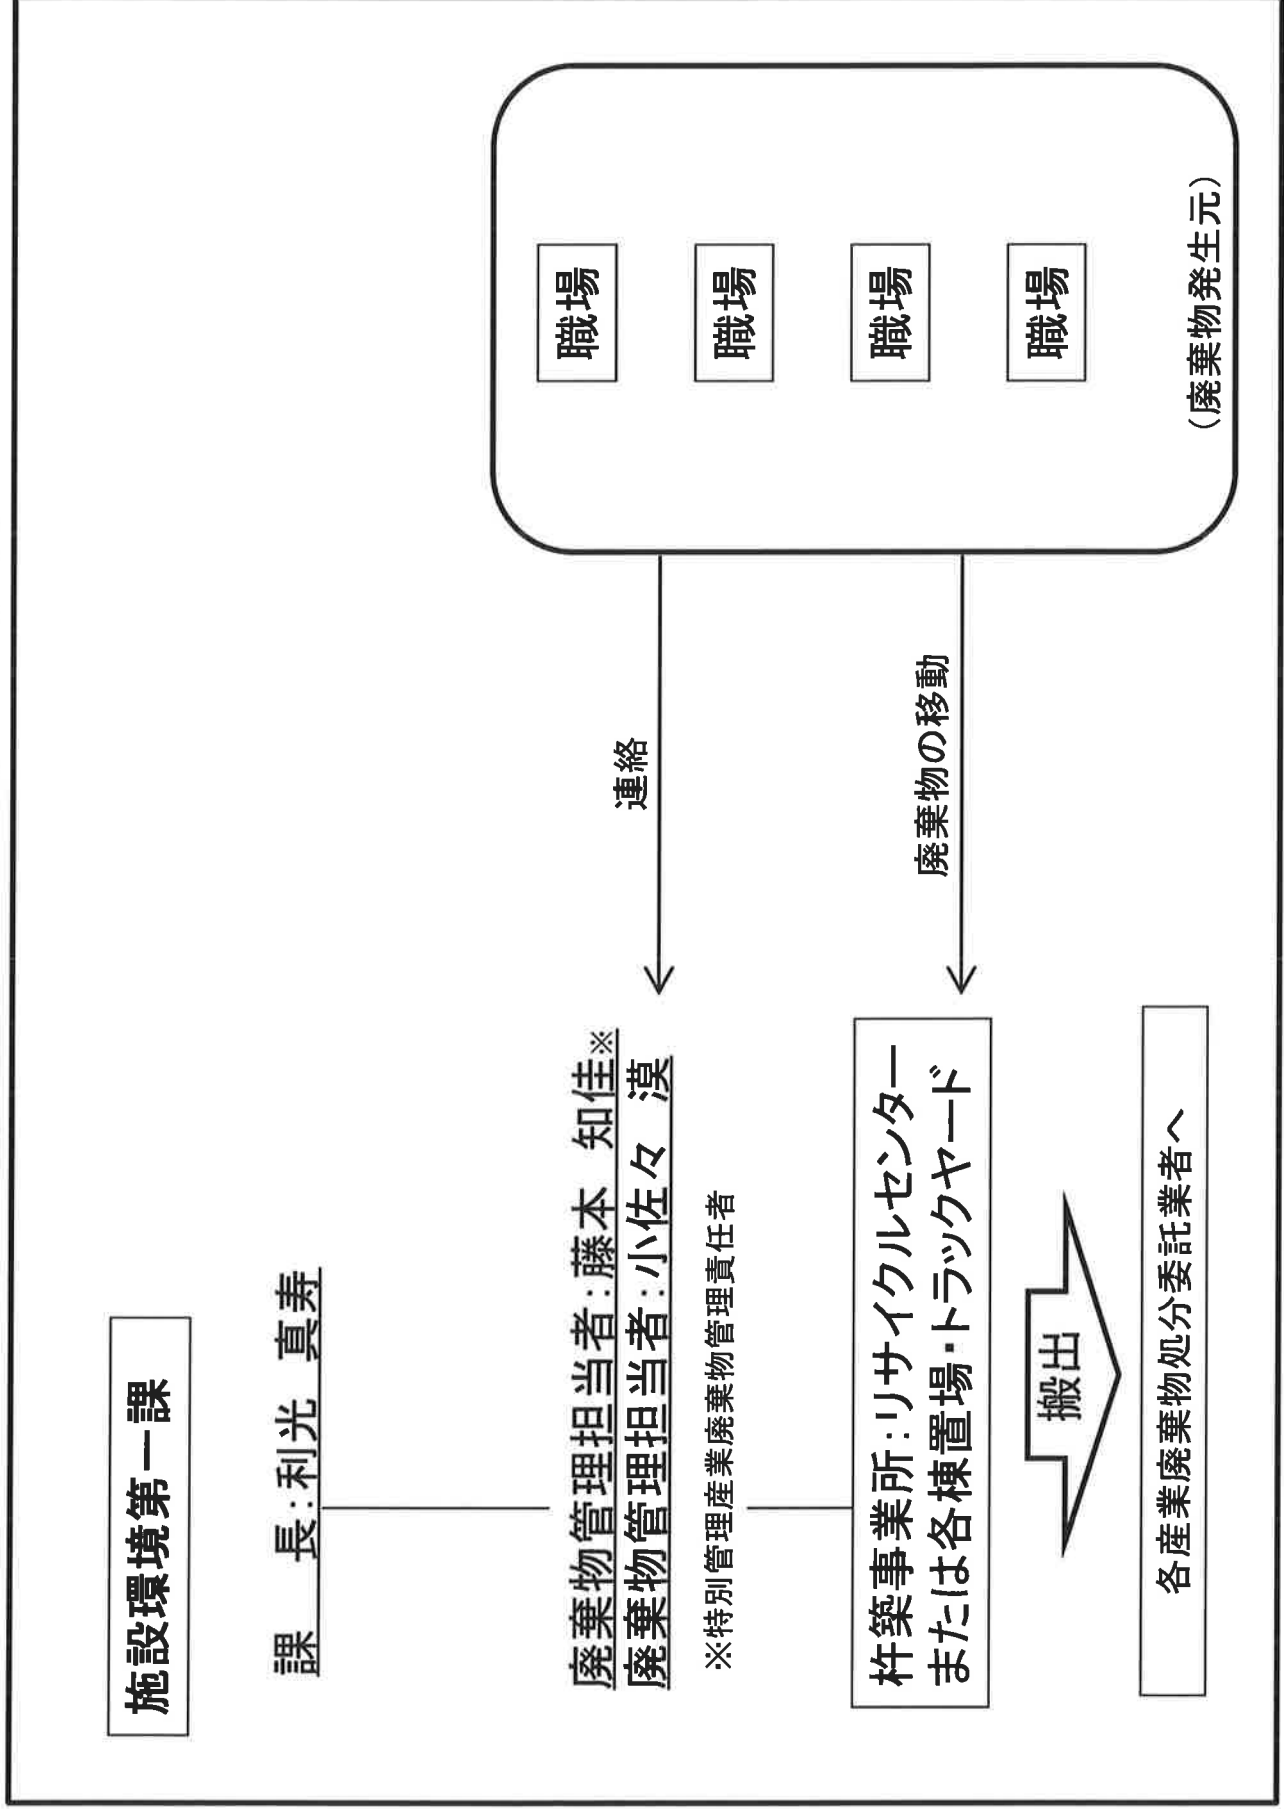 施設環境第一課
課　長:利光　真寿
廃棄物管理担当者:藤本　知佳※
廃棄物管理担当者:小佐々　漠
※特別管理産業廃棄物管理責任者
連絡
職場
職場
職場
職場
(廃棄物発生元)
廃棄物の移動
杵築事業所:リサイクルセンター
または各棟置場・トラックヤード
搬出
各産業廃棄物処分委託業者へ